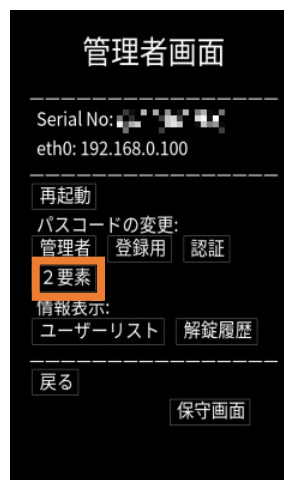 管理者画面
Serial No:
eth0: 192.168.0.100
再起動
パスコードの変更:
管理者 登録用 認証
２要素
情報表示:
ユーザーリスト 解錠履歴
戻る
保守画面